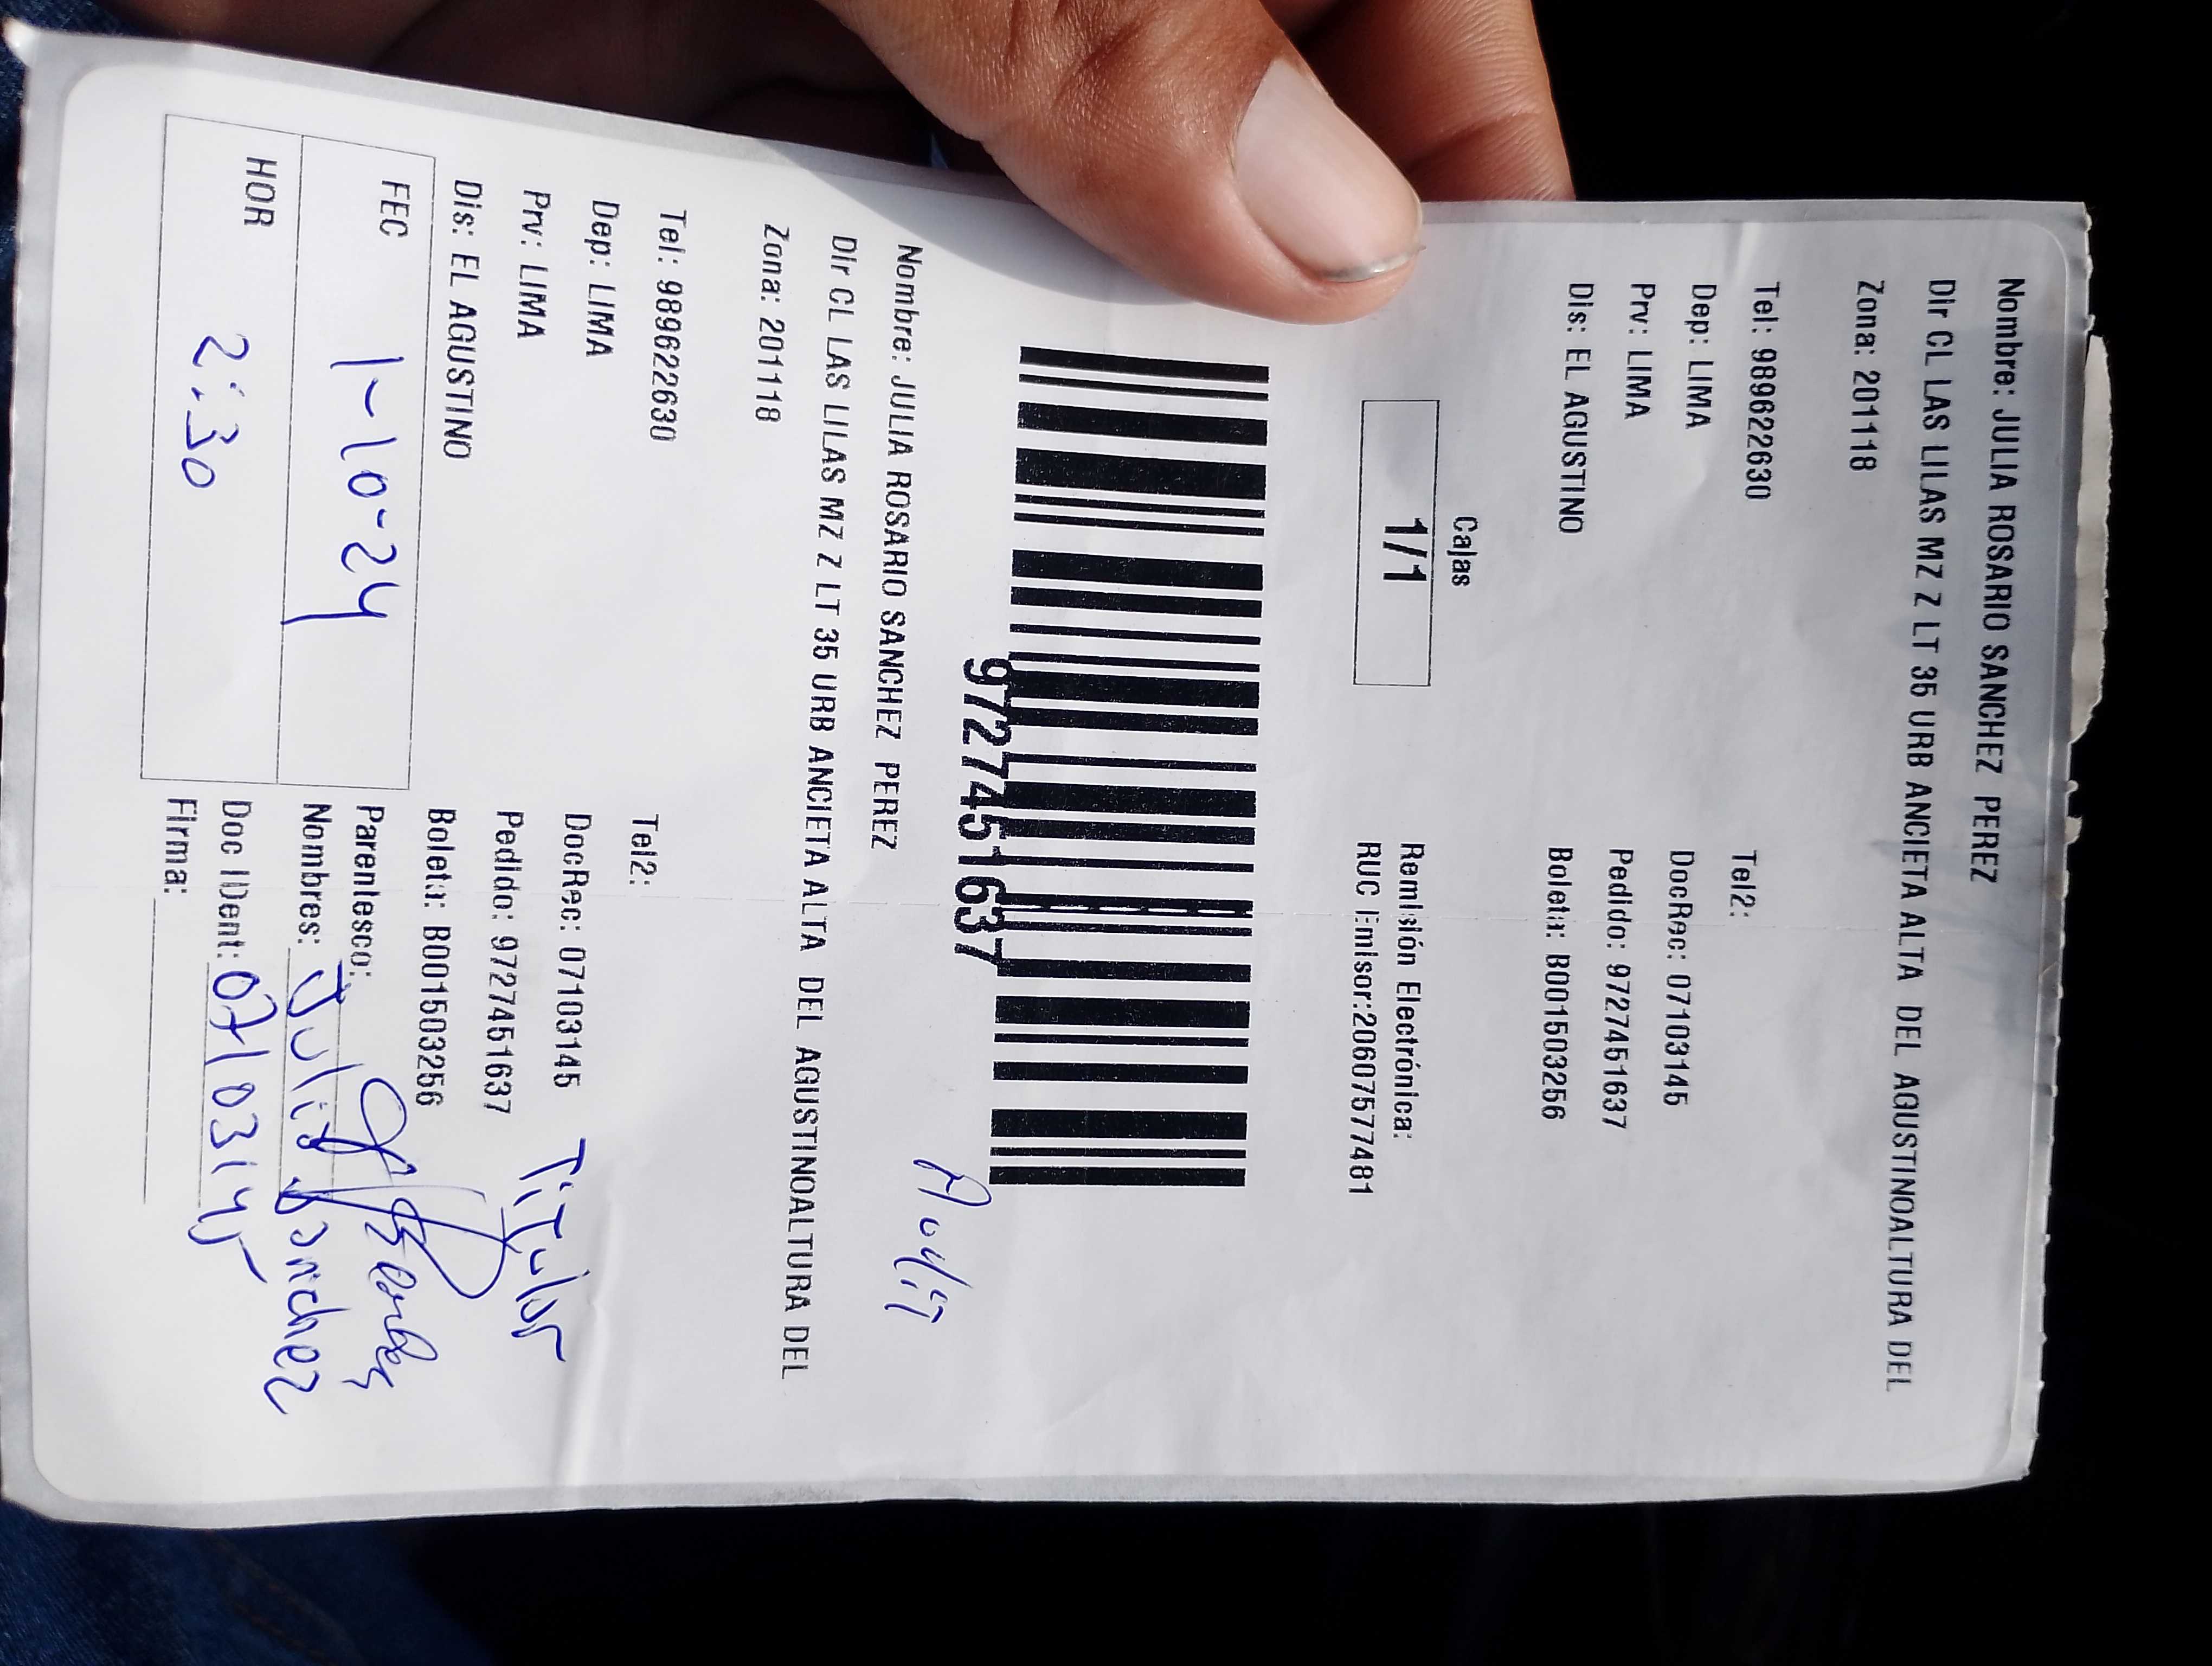 Nombre: JULIA ROSARIO SANCHEZ PEREZ
Dir CL LAS LILAS MZ Z LT 35 URB ANCIETA ALTA DEL AGUSTINOALTURA DEL
Zona: 201118
Tel: 989622630 Tel2:
Dep: LIMA DocRec: 07103145
Prv: LIMA Pedido: 9727451637
Dis: EL AGUSTINO Boleta: B001503256
Cajas Remisión Electrónica:
1/1 RUC Emisor:20607577481
9727451637
Nombre: JULIA ROSARIO SANCHEZ PEREZ
Dir CL LAS LILAS MZ Z LT 35 URB ANCIETA ALTA DEL AGUSTINOALTURA DEL
Zona: 201118
Tel: 989622630 Tel2:
Dep: LIMA DocRec: 07103145
Prv: LIMA Pedido: 9727451637 TiTulor
Dis: EL AGUSTINO Boleta: B001503256
FEC 1-10-24 Parentesco:
Nombres: Julia Sanchez
HOR 2:30 Doc IDent: 07103145
Firma: